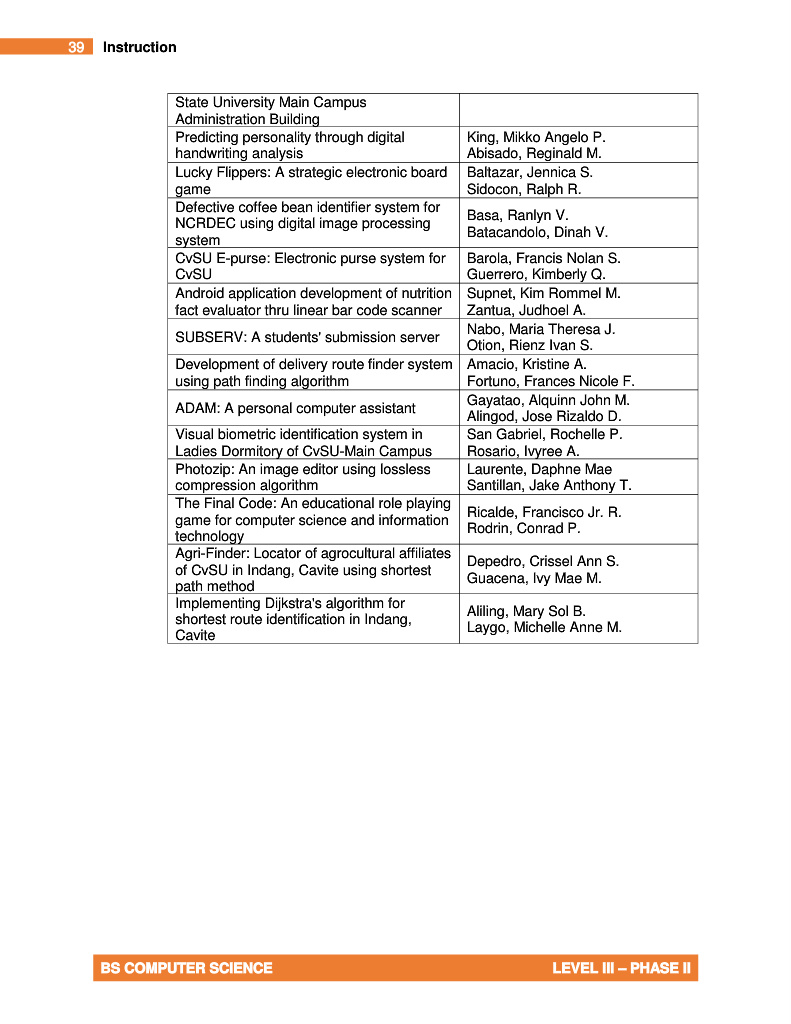 39 Instruction
State University Main Campus
Administration Building
Predicting personality through digital
handwriting analysis
King, Mikko Angelo P.
Abisado, Reginald M.
Lucky Flippers: A strategic electronic board
game
Baltazar, Jennica S.
Sidocon, Ralph R.
Defective coffee bean identifier system for
NCRDEC using digital image processing
system
Basa, Ranlyn V.
Batacandolo, Dinah V.
CvSU E-purse: Electronic purse system for
CvSU
Barola, Francis Nolan S.
Guerrero, Kimberly Q.
Android application development of nutrition
fact evaluator thru linear bar code scanner
Supnet, Kim Rommel M.
Zantua, Judhoel A.
SUBSERV: A students' submission server
Nabo, Maria Theresa J.
Otion, Rienz Ivan S.
Development of delivery route finder system
using path finding algorithm
Amacio, Kristine A.
Fortuno, Frances Nicole F.
ADAM: A personal computer assistant
Gayatao, Alquinn John M.
Alingod, Jose Rizaldo D.
Visual biometric identification system in
Ladies Dormitory of CvSU-Main Campus
San Gabriel, Rochelle P.
Rosario, Ivyree A.
Photozip: An image editor using lossless
compression algorithm
Laurente, Daphne Mae
Santillan, Jake Anthony T.
The Final Code: An educational role playing
game for computer science and information
technology
Ricalde, Francisco Jr. R.
Rodrin, Conrad P.
Agri-Finder: Locator of agrocultural affiliates
of CvSU in Indang, Cavite using shortest
path method
Depedro, Crissel Ann S.
Guacena, Ivy Mae M.
Implementing Dijkstra's algorithm for
shortest route identification in Indang,
Cavite
Aliling, Mary Sol B.
Laygo, Michelle Anne M.
BS COMPUTER SCIENCE LEVEL III – PHASE II